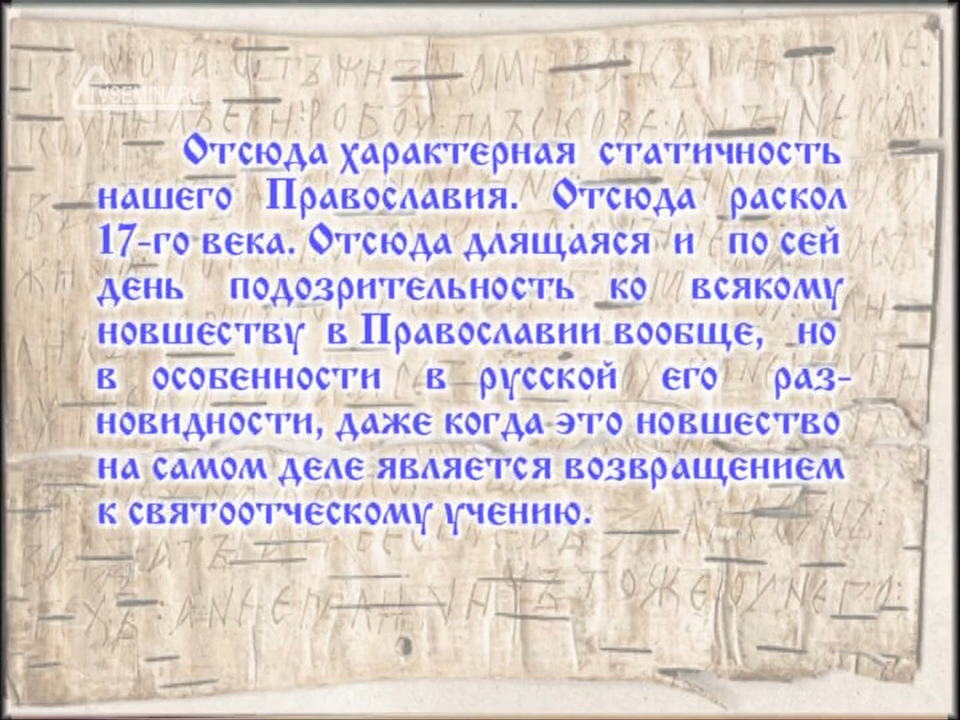 TVSEMINARY
Отсюда характерная статичность
нашего Православия. Отсюда раскол
17-го века. Отсюда длящаяся и по сей
день подозрительность ко всякому
новшеству в Православии вообще, но
в особенности в русской его раз-
новидности, даже когда это новшество
на самом деле является возвращением
к святоотческому учению.